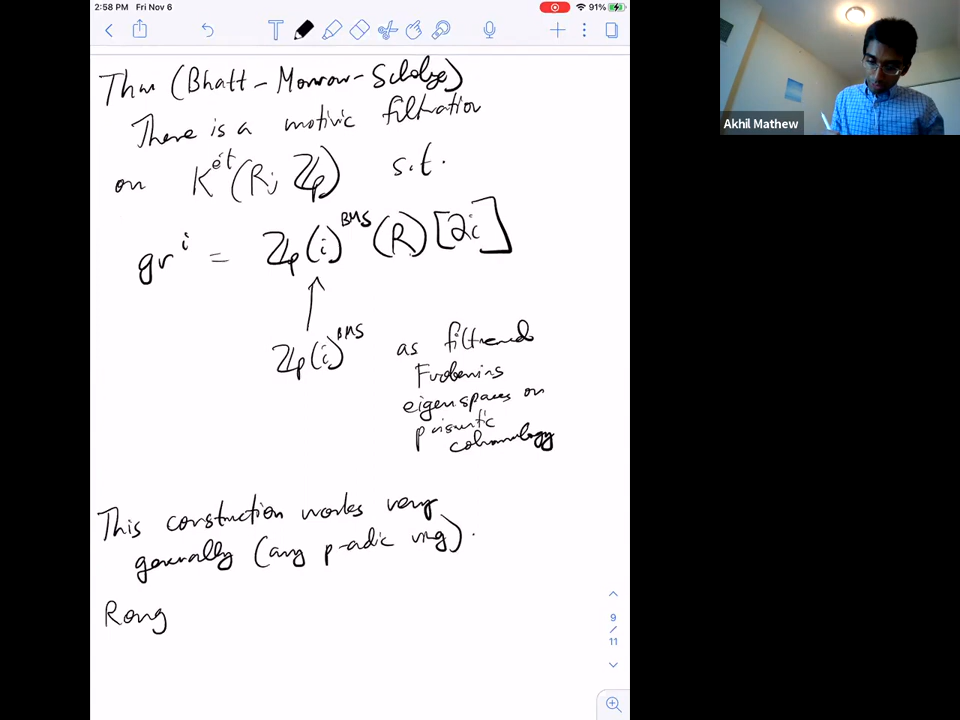 2:58 PM Fri Nov 6
91%
Thm (Bhatt-Morrow-Scholze)
There is a motivic filtration
on K^ét(R; ℤ_p) s.t.
gr^i = ℤ_p(i)^BMS (R) [2i]
ℤ_p(i)^BMS as filtered
Frobenius
eigenspaces on
prismatic
cohomology
This construction works very
generally (any p-adic ring).
Rong
9
/
11
Akhil Mathew